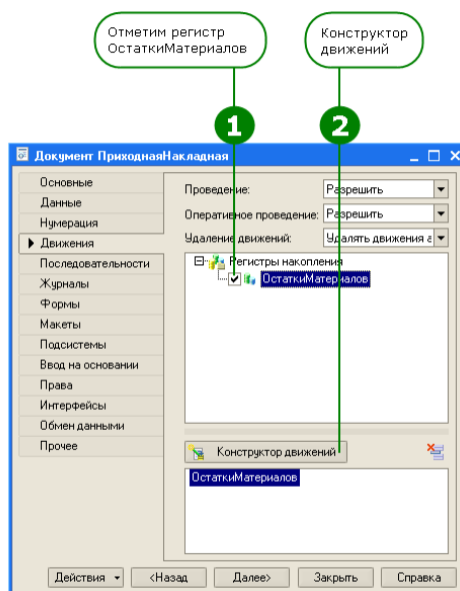 Отметим регистр
ОстаткиМатериалов
Конструктор
движений
1
2
Документ ПриходнаяНакладная
Основные
Данные
Нумерация
Движения
Последовательности
Журналы
Формы
Макеты
Подсистемы
Ввод на основании
Права
Интерфейсы
Обмен данными
Прочее
Проведение:
Разрешить
Оперативное проведение:
Разрешить
Удаление движений:
Удалять движения а
Регистры накопления
ОстаткиМатериалов
Конструктор движений
ОстаткиМатериалов
Действия
<Назад
Далее>
Закрыть
Справка